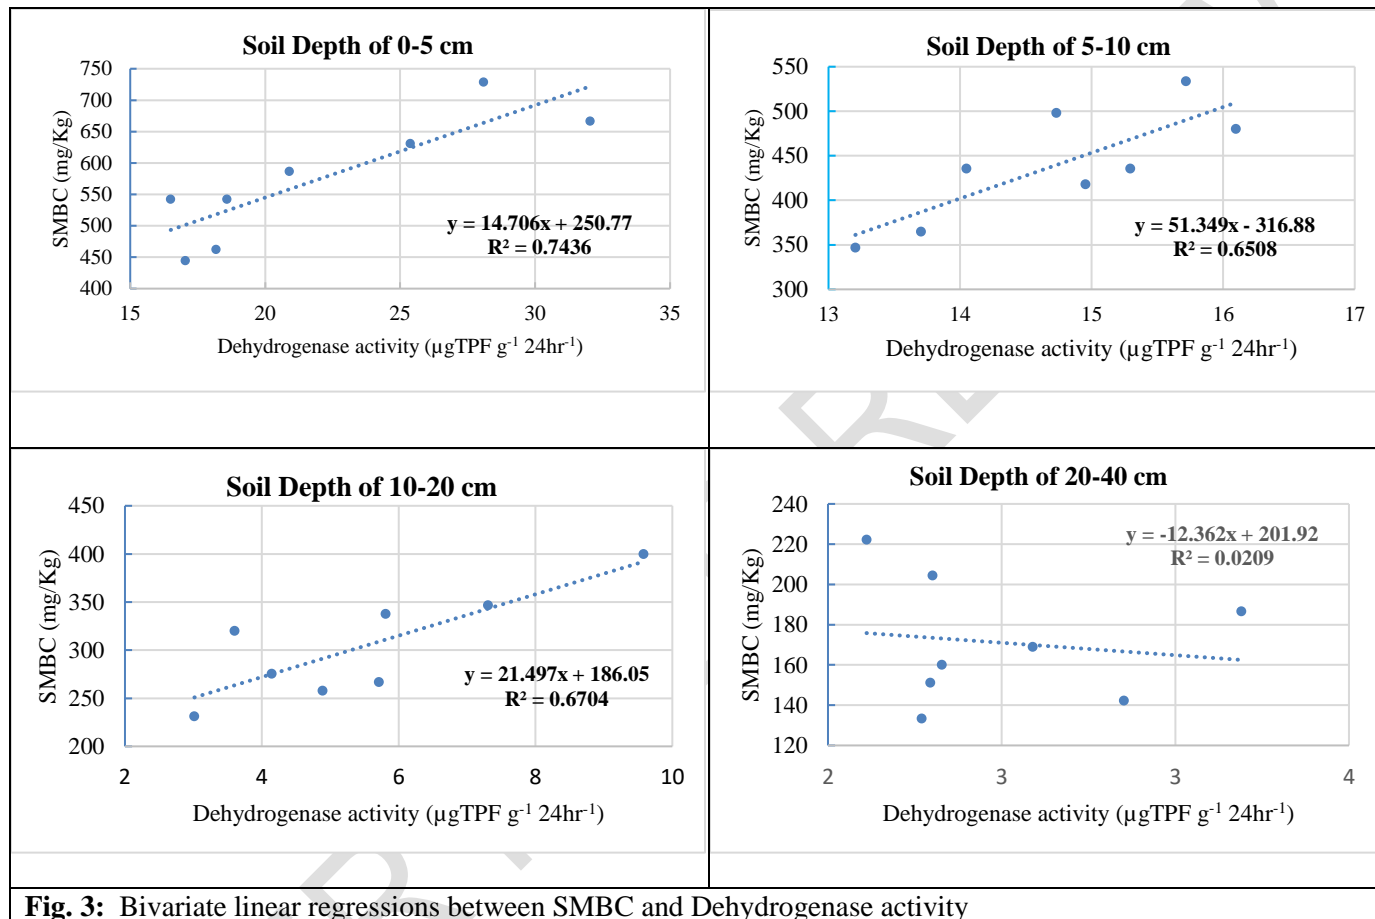 Soil Depth of 0-5 cm
750
700
650
600
550
500
450
400
SMBC (mg/Kg)
y = 14.706x + 250.77
R² = 0.7436
15 20 25 30 35
Dehydrogenase activity (µgTPF g⁻¹ 24hr⁻¹)
Soil Depth of 5-10 cm
550
500
450
400
350
300
SMBC (mg/Kg)
y = 51.349x - 316.88
R² = 0.6508
13 14 15 16 17
Dehydrogenase activity (µgTPF g⁻¹ 24hr⁻¹)
Soil Depth of 10-20 cm
450
400
350
300
250
200
SMBC (mg/Kg)
y = 21.497x + 186.05
R² = 0.6704
2 4 6 8 10
Dehydrogenase activity (µgTPF g⁻¹ 24hr⁻¹)
Soil Depth of 20-40 cm
240
220
200
180
160
140
120
SMBC (mg/Kg)
y = -12.362x + 201.92
R² = 0.0209
2 3 3 4
Dehydrogenase activity (µgTPF g⁻¹ 24hr⁻¹)
Fig. 3: Bivariate linear regressions between SMBC and Dehydrogenase activity